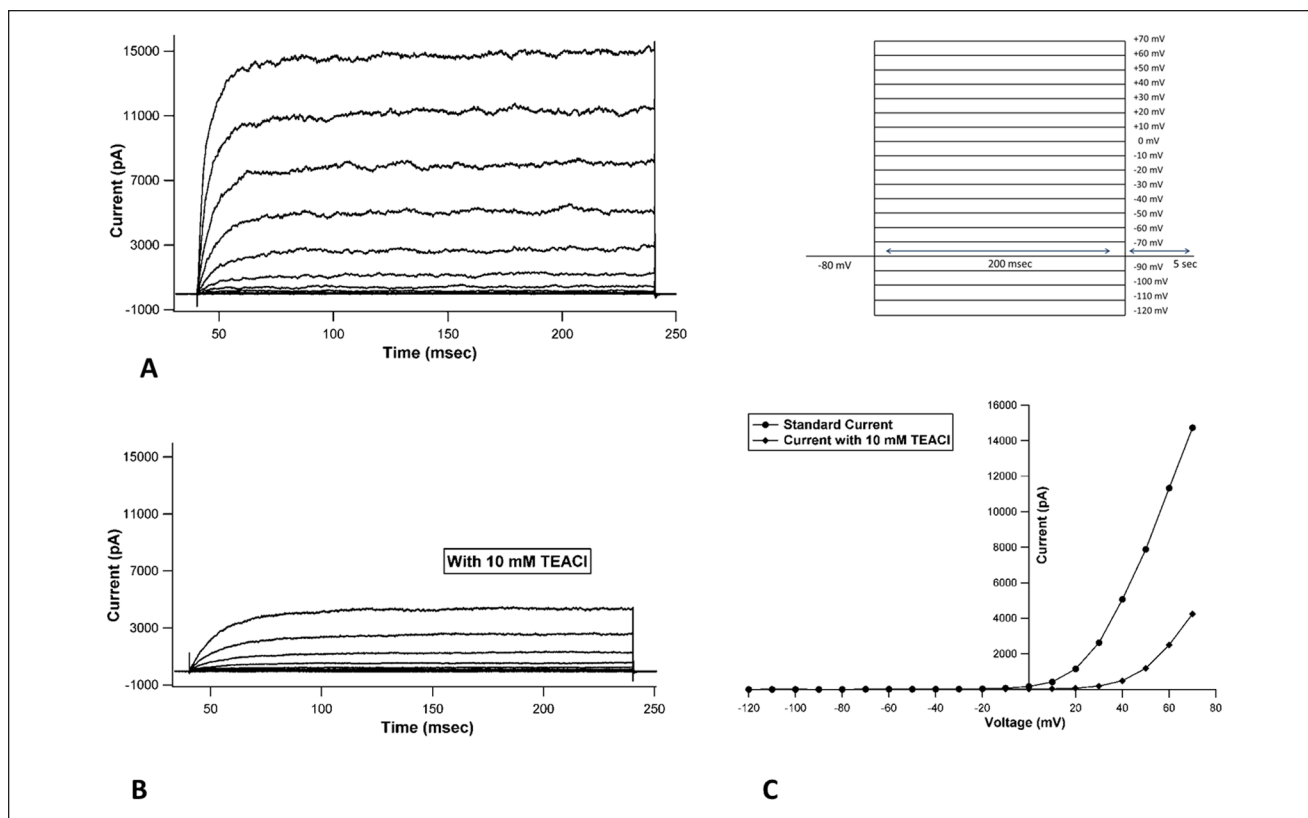 15000
11000
7000
3000
-1000
Current (pA)
50
100
150
200
250
Time (msec)
A
+70 mV
+60 mV
+50 mV
+40 mV
+30 mV
+20 mV
+10 mV
0 mV
-10 mV
-20 mV
-30 mV
-40 mV
-50 mV
-60 mV
-70 mV
-80 mV
200 msec
5 sec
-90 mV
-100 mV
-110 mV
-120 mV
15000
11000
7000
3000
-1000
Current (pA)
With 10 mM TEACl
50
100
150
200
250
Time (msec)
B
Standard Current
Current with 10 mM TEACl
16000
14000
12000
10000
8000
6000
4000
2000
Current (pA)
-120
-100
-80
-60
-40
-20
20
40
60
80
Voltage (mV)
C